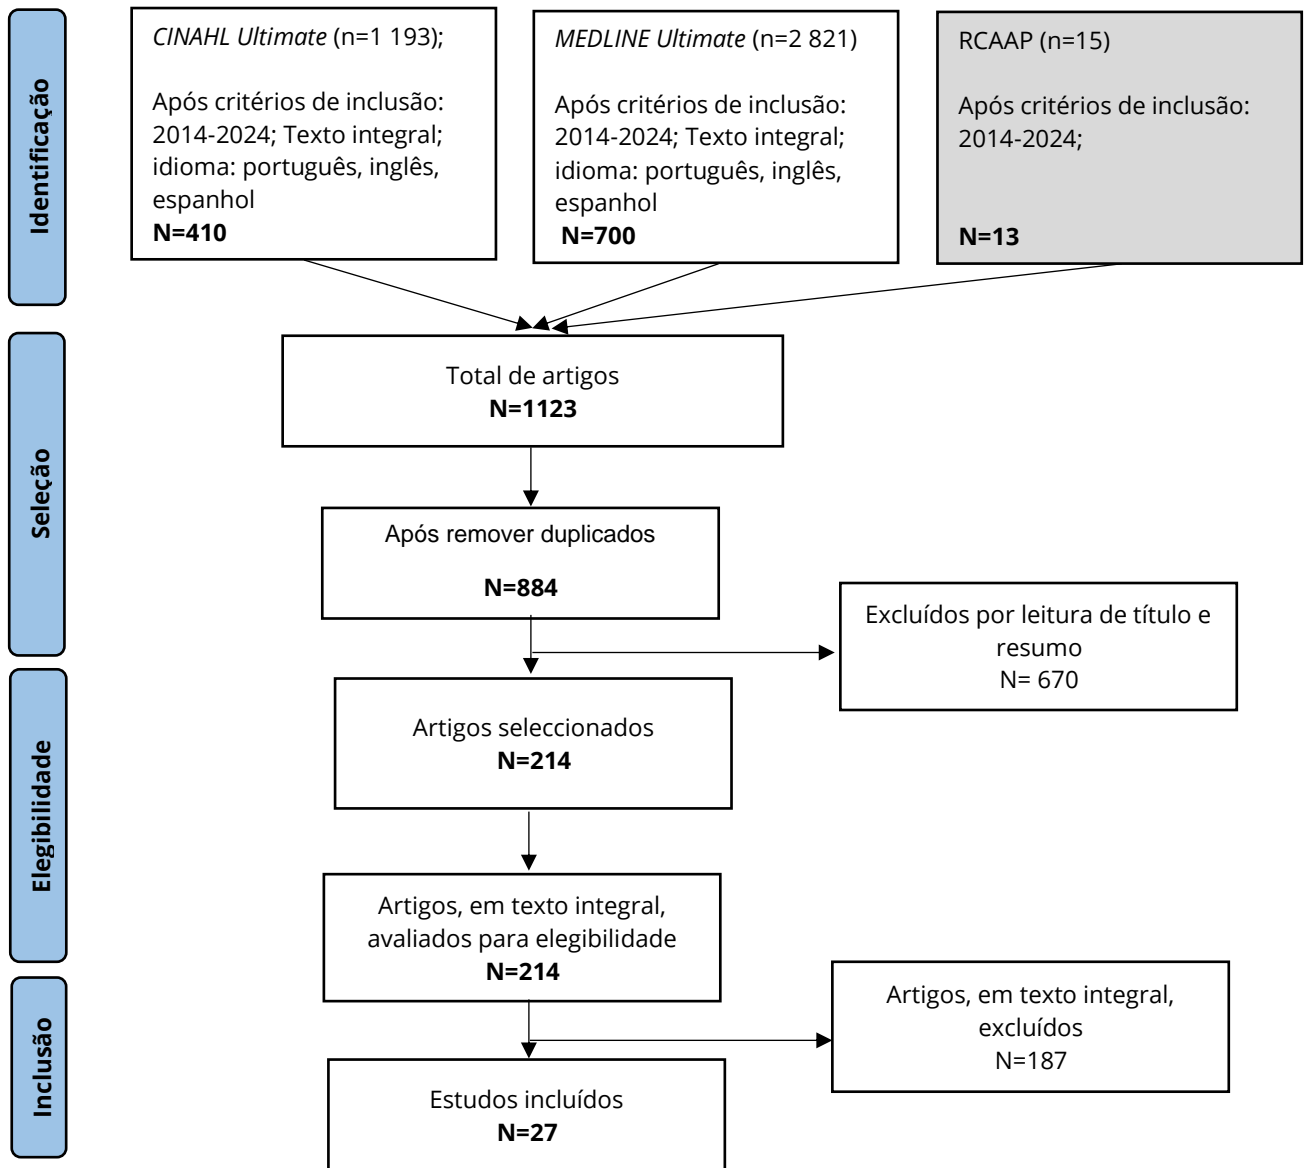 Identificação
CINAHL Ultimate (n=1 193);
Após critérios de inclusão:
2014-2024; Texto integral;
idioma: português, inglês,
espanhol
N=410
MEDLINE Ultimate (n=2 821)
Após critérios de inclusão:
2014-2024; Texto integral;
idioma: português, inglês,
espanhol
N=700
RCAAP (n=15)
Após critérios de inclusão:
2014-2024;
N=13
Seleção
Total de artigos
N=1123
Após remover duplicados
N=884
Excluídos por leitura de título e
resumo
N= 670
Elegibilidade
Artigos seleccionados
N=214
Artigos, em texto integral,
avaliados para elegibilidade
N=214
Artigos, em texto integral,
excluídos
N=187
Inclusão
Estudos incluídos
N=27